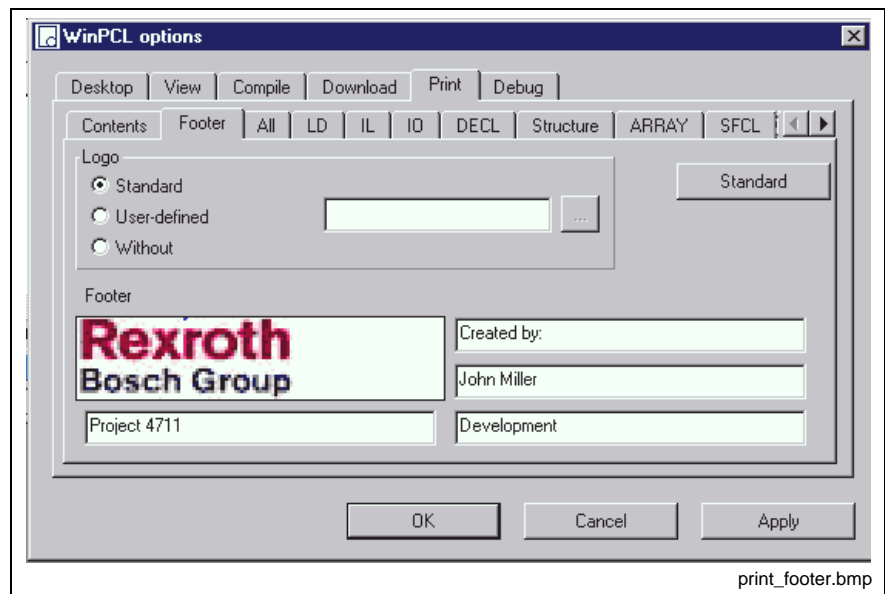 WinPCL options
Desktop View Compile Download Print Debug
Contents Footer All LD IL IO DECL Structure ARRAY SFCL
Logo
Standard
Standard
User-defined
...
Without
Footer
Rexroth
Bosch Group
Created by:
John Miller
Project 4711
Development
OK Cancel Apply
print_footer.bmp